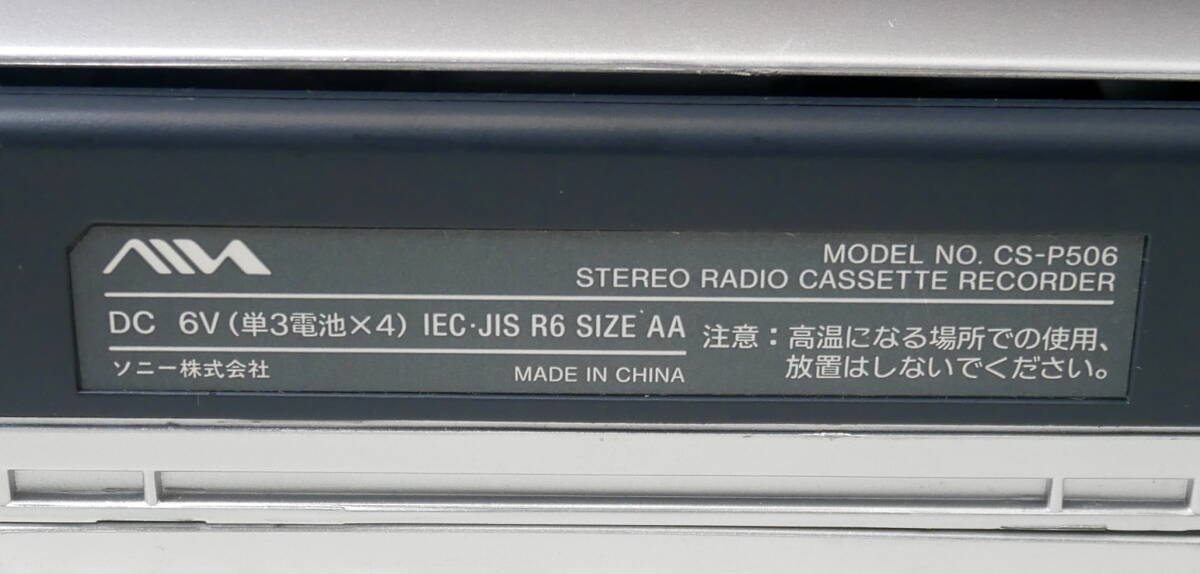 AIWA
MODEL NO. CS-P506
STEREO RADIO CASSETTE RECORDER
DC 6V (単3電池×4) IEC·JIS R6 SIZE AA
ソニー株式会社
MADE IN CHINA
注意：高温になる場所での使用、
放置はしないでください。